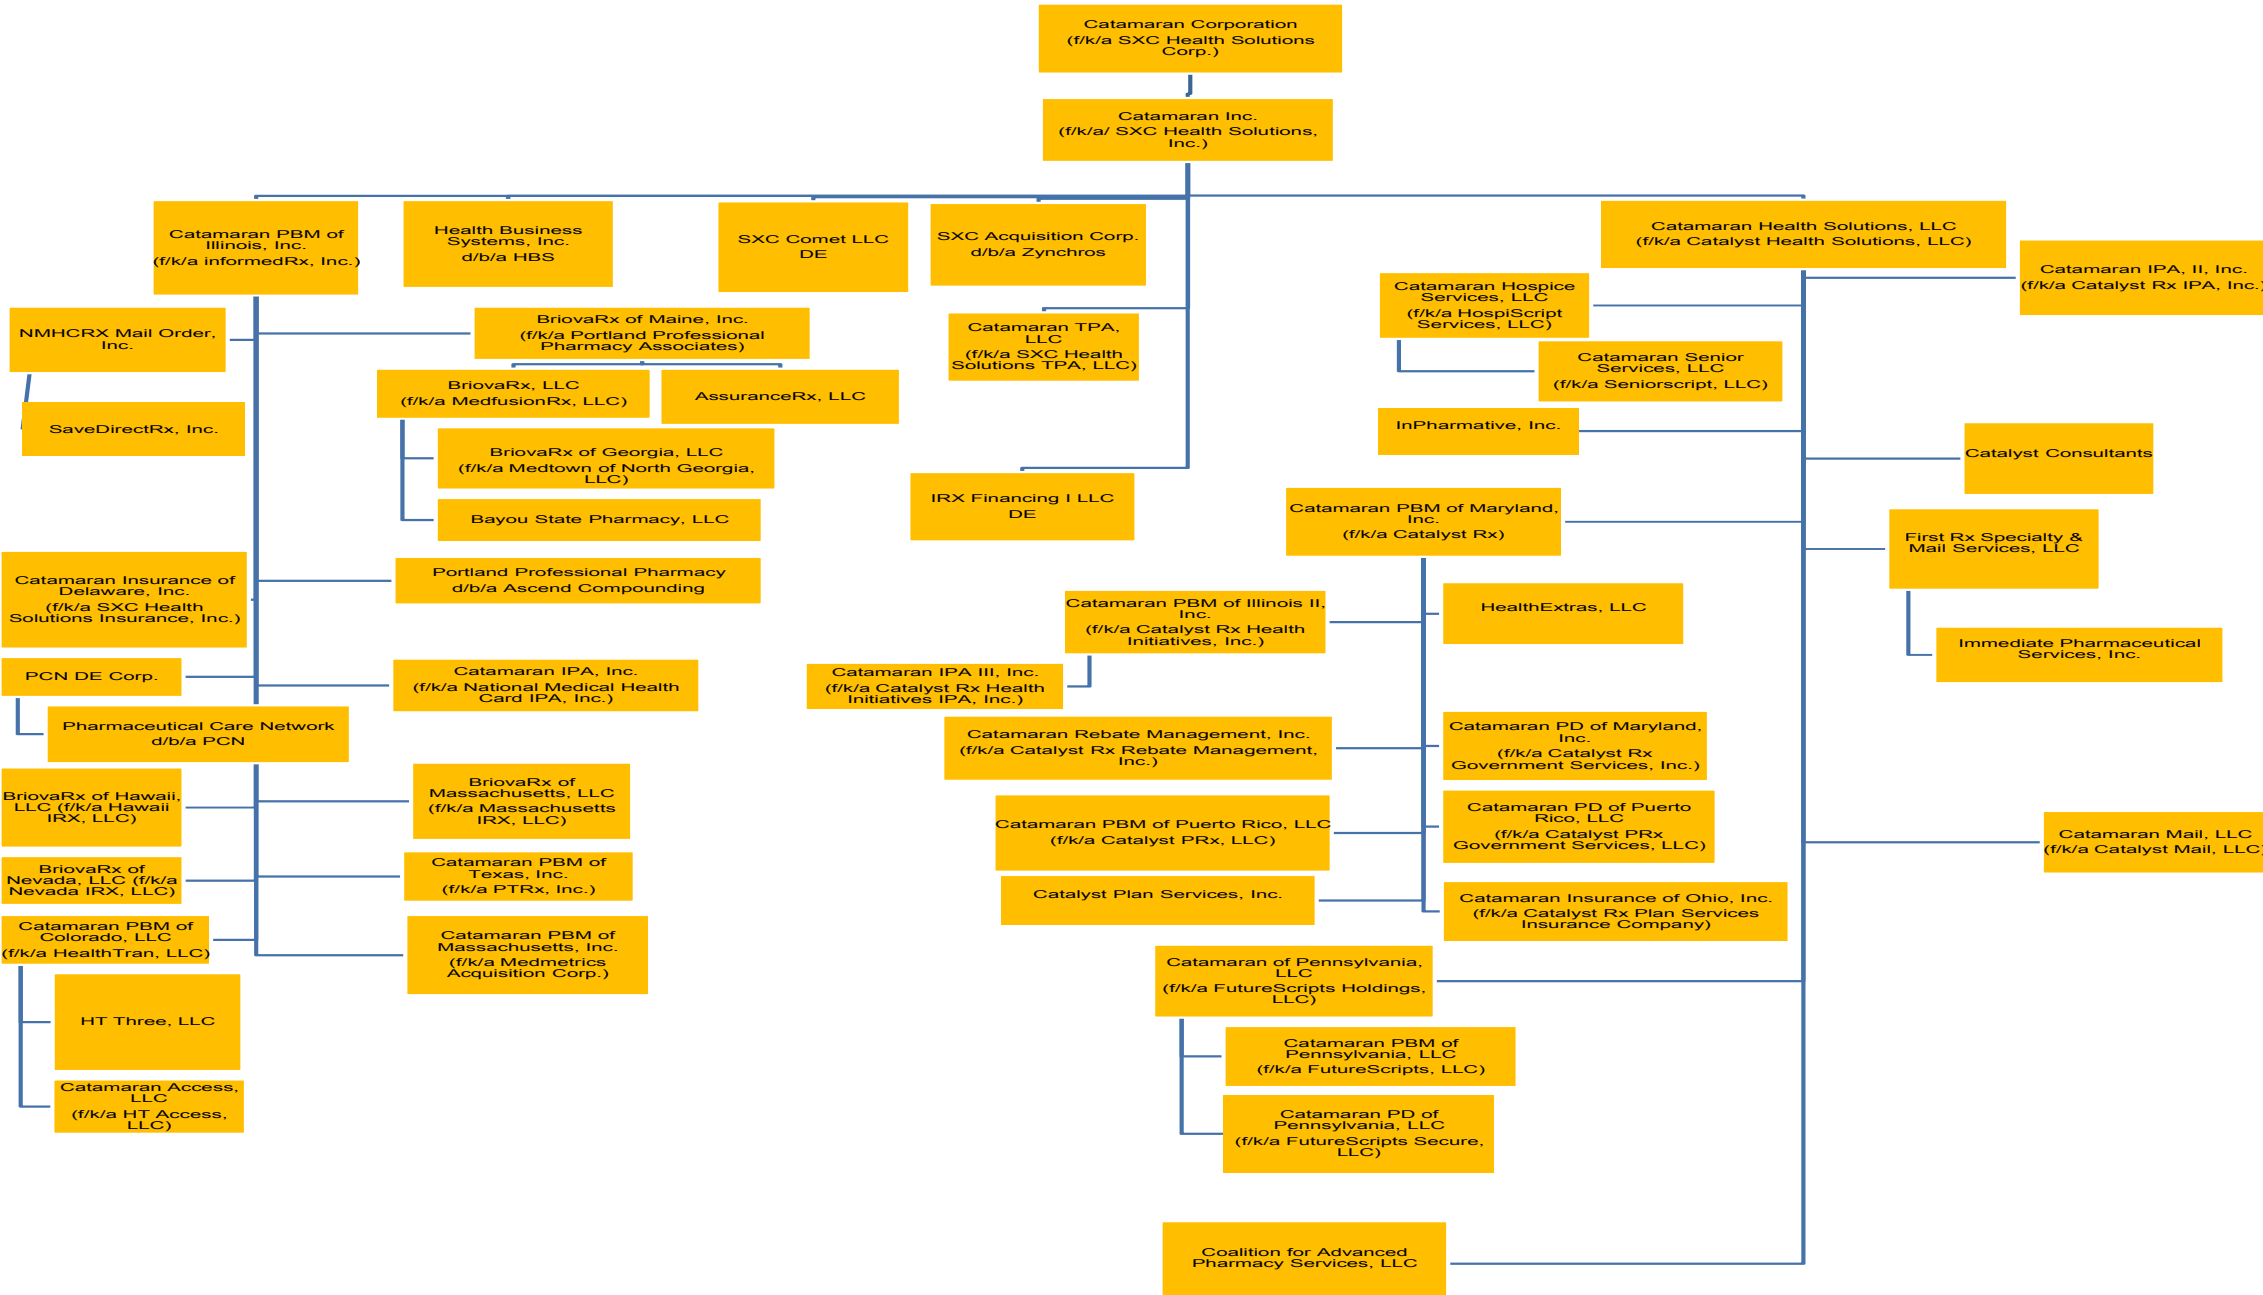 Catamaran Corporation
(f/k/a SXC Health Solutions
Corp.)
Catamaran Inc.
(f/k/a/ SXC Health Solutions,
Inc.)
Catamaran PBM of
Illinois, Inc.
(f/k/a informedRx, Inc.)
Health Business
Systems, Inc.
d/b/a HBS
SXC Comet LLC
DE
SXC Acquisition Corp.
d/b/a Zynchros
Catamaran Health Solutions, LLC
(f/k/a Catalyst Health Solutions, LLC)
Catamaran IPA, II, Inc.
(f/k/a Catalyst Rx IPA, Inc.)
NMHCRX Mail Order,
Inc.
SaveDirectRx, Inc.
BriovaRx of Maine, Inc.
(f/k/a Portland Professional
Pharmacy Associates)
BriovaRx, LLC
(f/k/a MedfusionRx, LLC)
AssuranceRx, LLC
BriovaRx of Georgia, LLC
(f/k/a Medtown of North Georgia,
LLC)
Bayou State Pharmacy, LLC
Catamaran TPA,
LLC
(f/k/a SXC Health
Solutions TPA, LLC)
IRX Financing I LLC
DE
Catamaran Hospice
Services, LLC
(f/k/a HospiScript
Services, LLC)
Catamaran Senior
Services, LLC
(f/k/a Seniorscript, LLC)
InPharmative, Inc.
Catalyst Consultants
Catamaran PBM of Maryland,
Inc.
(f/k/a Catalyst Rx)
First Rx Specialty &
Mail Services, LLC
Immediate Pharmaceutical
Services, Inc.
Catamaran Insurance of
Delaware, Inc.
(f/k/a SXC Health
Solutions Insurance, Inc.)
Portland Professional Pharmacy
d/b/a Ascend Compounding
PCN DE Corp.
Catamaran IPA, Inc.
(f/k/a National Medical Health
Card IPA, Inc.)
Pharmaceutical Care Network
d/b/a PCN
BriovaRx of Hawaii,
LLC (f/k/a Hawaii
IRX, LLC)
BriovaRx of
Massachusetts, LLC
(f/k/a Massachusetts
IRX, LLC)
BriovaRx of
Nevada, LLC (f/k/a
Nevada IRX, LLC)
Catamaran PBM of
Texas, Inc.
(f/k/a PTRx, Inc.)
Catamaran PBM of
Colorado, LLC
(f/k/a HealthTran, LLC)
Catamaran PBM of
Massachusetts, Inc.
(f/k/a Medmetrics
Acquisition Corp.)
HT Three, LLC
Catamaran Access,
LLC
(f/k/a HT Access,
LLC)
Catamaran PBM of Illinois II,
Inc.
(f/k/a Catalyst Rx Health
Initiatives, Inc.)
HealthExtras, LLC
Catamaran IPA III, Inc.
(f/k/a Catalyst Rx Health
Initiatives IPA, Inc.)
Catamaran Rebate Management, Inc.
(f/k/a Catalyst Rx Rebate Management,
Inc.)
Catamaran PD of Maryland,
Inc.
(f/k/a Catalyst Rx
Government Services, Inc.)
Catamaran PBM of Puerto Rico, LLC
(f/k/a Catalyst PRx, LLC)
Catamaran PD of Puerto
Rico, LLC
(f/k/a Catalyst PRx
Government Services, LLC)
Catamaran Mail, LLC
(f/k/a Catalyst Mail, LLC)
Catalyst Plan Services, Inc.
Catamaran Insurance of Ohio, Inc.
(f/k/a Catalyst Rx Plan Services
Insurance Company)
Catamaran of Pennsylvania,
LLC
(f/k/a FutureScripts Holdings,
LLC)
Catamaran PBM of
Pennsylvania, LLC
(f/k/a FutureScripts, LLC)
Catamaran PD of
Pennsylvania, LLC
(f/k/a FutureScripts Secure,
LLC)
Coalition for Advanced
Pharmacy Services, LLC